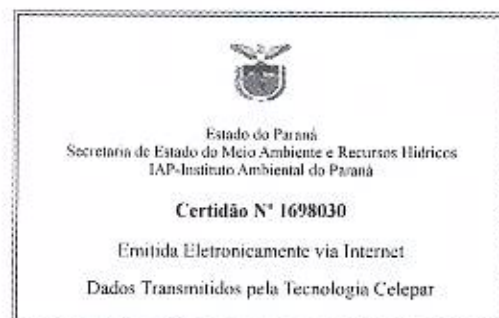 Estado do Paraná
Secretaria de Estado do Meio Ambiente e Recursos Hídricos
IAP-Instituto Ambiental do Paraná
Certidão Nº 1698030
Emitida Eletronicamente via Internet
Dados Transmitidos pela Tecnologia Celepar